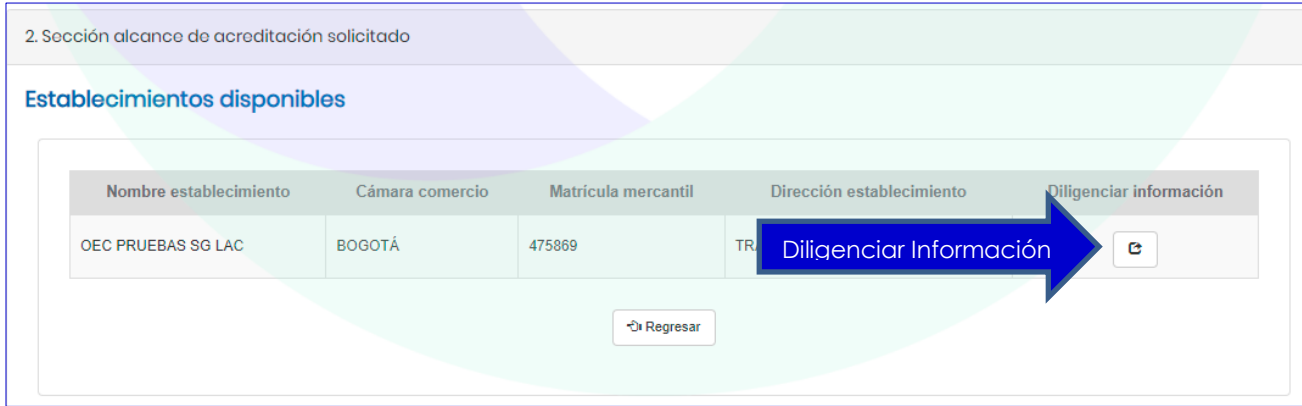 2. Sección alcance de acreditación solicitado
Establecimientos disponibles
Nombre establecimiento Cámara comercio Matrícula mercantil Dirección establecimiento Diligenciar información
OEC PRUEBAS SG LAC BOGOTÁ 475869 Diligenciar Información
Regresar